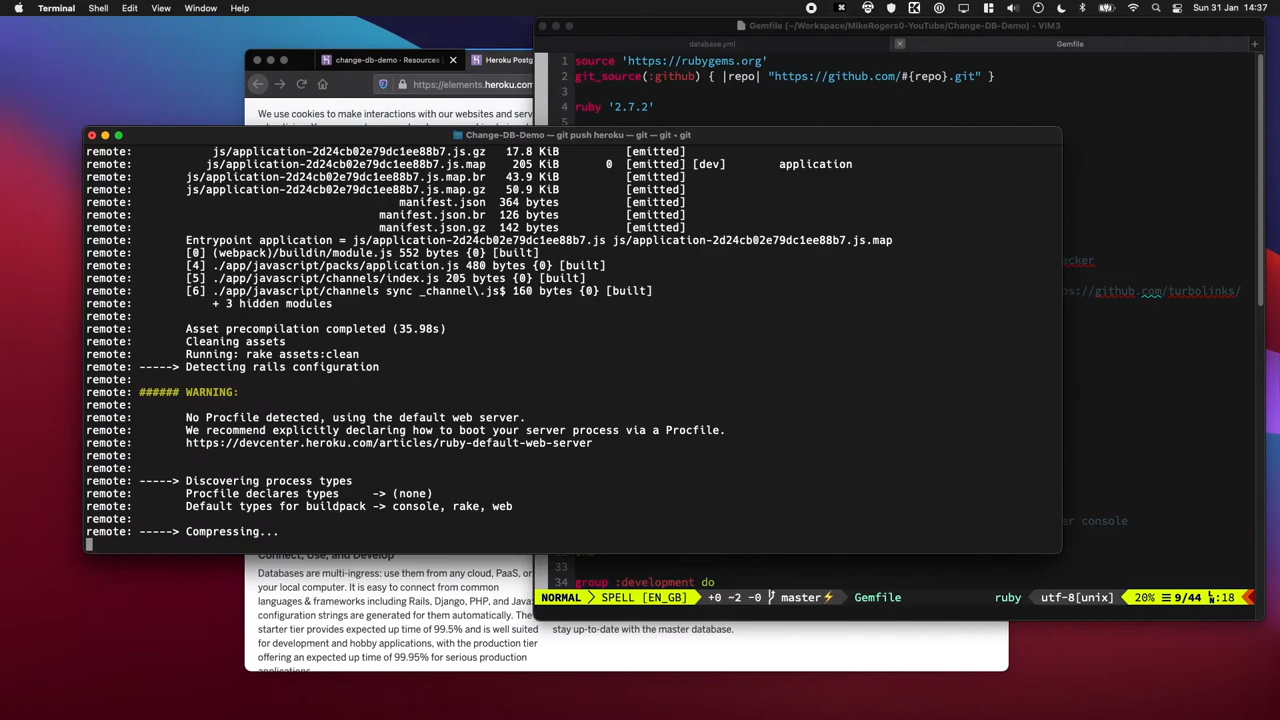 Terminal Shell Edit View Window Help
Sun 31 Jan 14:37
Gemfile (~/Workspace/MikeRogers0-YouTube/Change-DB-Demo) - VIM3
database.yml
Gemfile
change-db-demo · Resources
Heroku Postg
https://elements.heroku.com
We use cookies to make interactions with our websites and serv
1 source 'https://rubygems.org'
2 git_source(:github) { |repo| "https://github.com/#{repo}.git" }
3
4 ruby '2.7.2'
Change-DB-Demo — git push heroku — git — git • git
remote: js/application-2d24cb02e79dc1ee88b7.js.gz 17.8 KiB [emitted]
remote: js/application-2d24cb02e79dc1ee88b7.js.map 205 KiB 0 [emitted] [dev] application
remote: js/application-2d24cb02e79dc1ee88b7.js.map.br 43.9 KiB [emitted]
remote: js/application-2d24cb02e79dc1ee88b7.js.map.gz 50.9 KiB [emitted]
remote: manifest.json 364 bytes [emitted]
remote: manifest.json.br 126 bytes [emitted]
remote: manifest.json.gz 142 bytes [emitted]
remote: Entrypoint application = js/application-2d24cb02e79dc1ee88b7.js js/application-2d24cb02e79dc1ee88b7.js.map
remote: [0] (webpack)/buildin/module.js 552 bytes {0} [built]
remote: [4] ./app/javascript/packs/application.js 480 bytes {0} [built]
remote: [5] ./app/javascript/channels/index.js 205 bytes {0} [built]
remote: [6] ./app/javascript/channels sync _channel\.js$ 160 bytes {0} [built]
remote: + 3 hidden modules
remote:
remote: Asset precompilation completed (35.98s)
remote: Cleaning assets
remote: Running: rake assets:clean
remote: -----> Detecting rails configuration
remote:
remote: ###### WARNING:
remote:
remote: No Procfile detected, using the default web server.
remote: We recommend explicitly declaring how to boot your server process via a Procfile.
remote: https://devcenter.heroku.com/articles/ruby-default-web-server
remote:
remote:
remote: -----> Discovering process types
remote: Procfile declares types -> (none)
remote: Default types for buildpack -> console, rake, web
remote:
remote: -----> Compressing...
acker
ps://github.com/turbolinks/
er console
33
34 group :development do
NORMAL SPELL [EN_GB] +0 ~2 -0 master⚡ Gemfile ruby utf-8[unix] 20% ☰ 9/44 :18
Connect, Use, and Develop
Databases are multi-ingress: use them from any cloud, PaaS, or
your local computer. It is easy to connect from common
languages & frameworks including Rails, Django, PHP, and Java
configuration strings are generated for them automatically. The
starter tier provides expected up time of 99.5% and is well suited
for development and hobby applications, with the production tier
offering an expected up time of 99.95% for serious production
applications.
stay up-to-date with the master database.